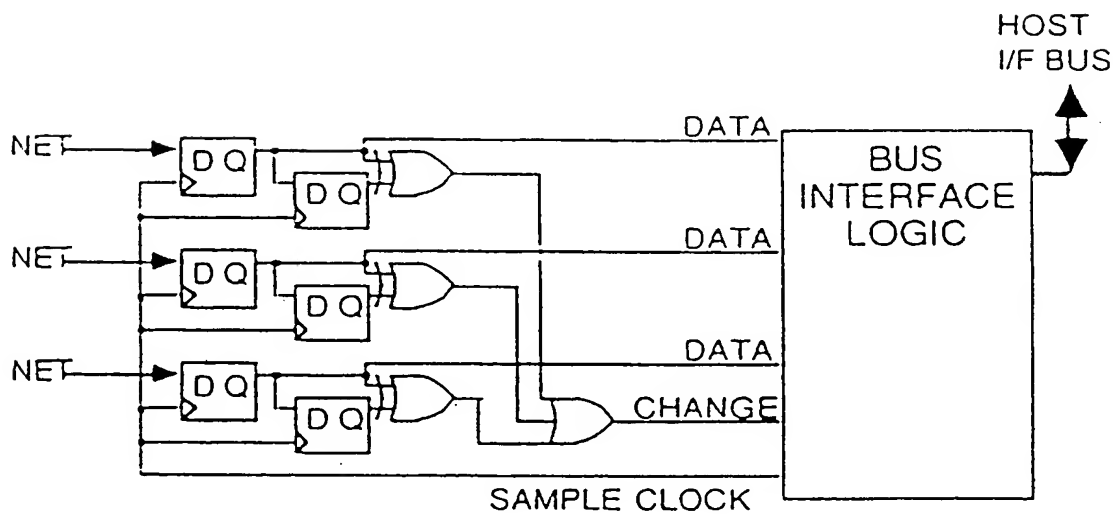 HOST
I/F BUS
NET
D Q
DATA
D Q
BUS
INTERFACE
LOGIC
NET
D Q
DATA
D Q
NET
D Q
DATA
D Q
CHANGE
SAMPLE CLOCK